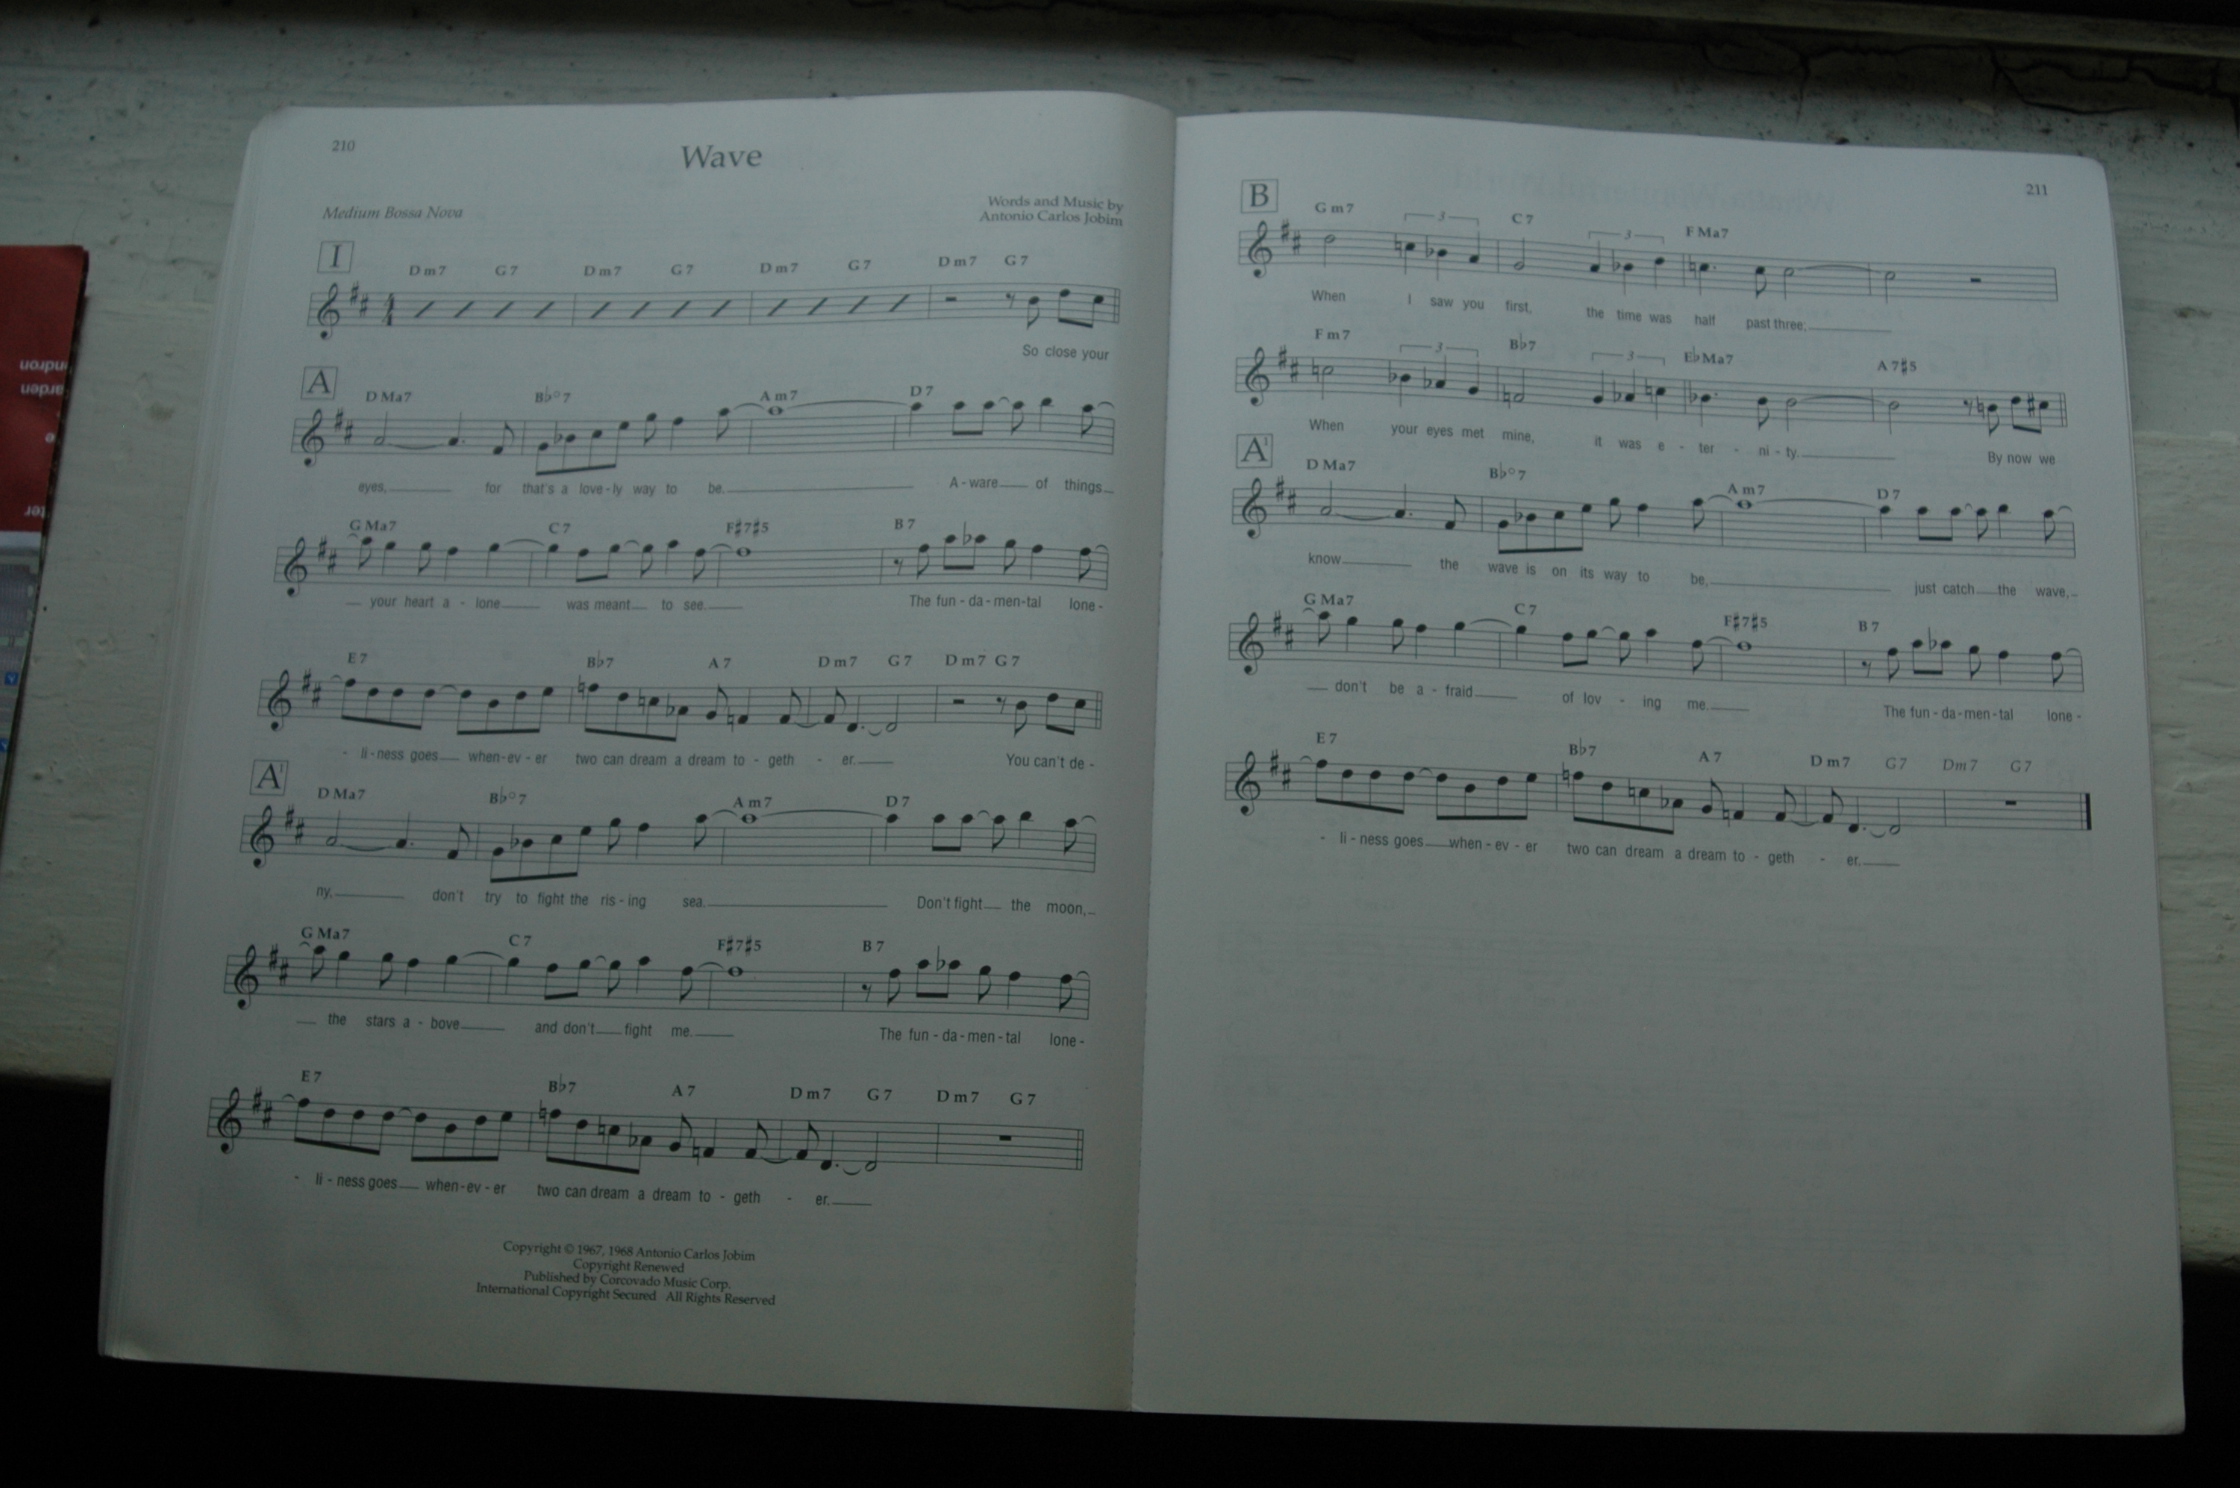 210
Wave
Medium Bossa Nova
Words and Music by
Antonio Carlos Jobim
I
Dm7 G7 Dm7 G7 Dm7 G7 Dm7 G7
So close your
A
DMa7 B♭°7 Am7 D7
eyes, for that's a love-ly way to be. A-ware of things
GMa7 C7 F♯7♯5 B7
your heart a - lone was meant to see. The fun - da - men - tal lone -
E7 B♭7 A7 Dm7 G7 Dm7 G7
- li - ness goes when - ev - er two can dream a dream to - geth - er. You can't de -
A¹
DMa7 B♭°7 Am7 D7
ny, don't try to fight the ris - ing sea. Don't fight the moon,
GMa7 C7 F♯7♯5 B7
the stars a - bove and don't fight me. The fun - da - men - tal lone -
E7 B♭7 A7 Dm7 G7 Dm7 G7
- li - ness goes when - ev - er two can dream a dream to - geth - er.
Copyright © 1967, 1968 Antonio Carlos Jobim
Copyright Renewed
Published by Corcovado Music Corp.
International Copyright Secured All Rights Reserved
211
B
Gm7 3 C7 3 FMa7
When I saw you first, the time was half past three;
Fm7 3 B♭7 3 E♭Ma7 A7♯5
When your eyes met mine, it was e - ter - ni - ty. By now we
A¹
DMa7 B♭°7 Am7 D7
know the wave is on its way to be, just catch the wave,
GMa7 C7 F♯7♯5 B7
don't be a - fraid of lov - ing me. The fun - da - men - tal lone -
E7 B♭7 A7 Dm7 G7 Dm7 G7
- li - ness goes when - ev - er two can dream a dream to - geth - er.